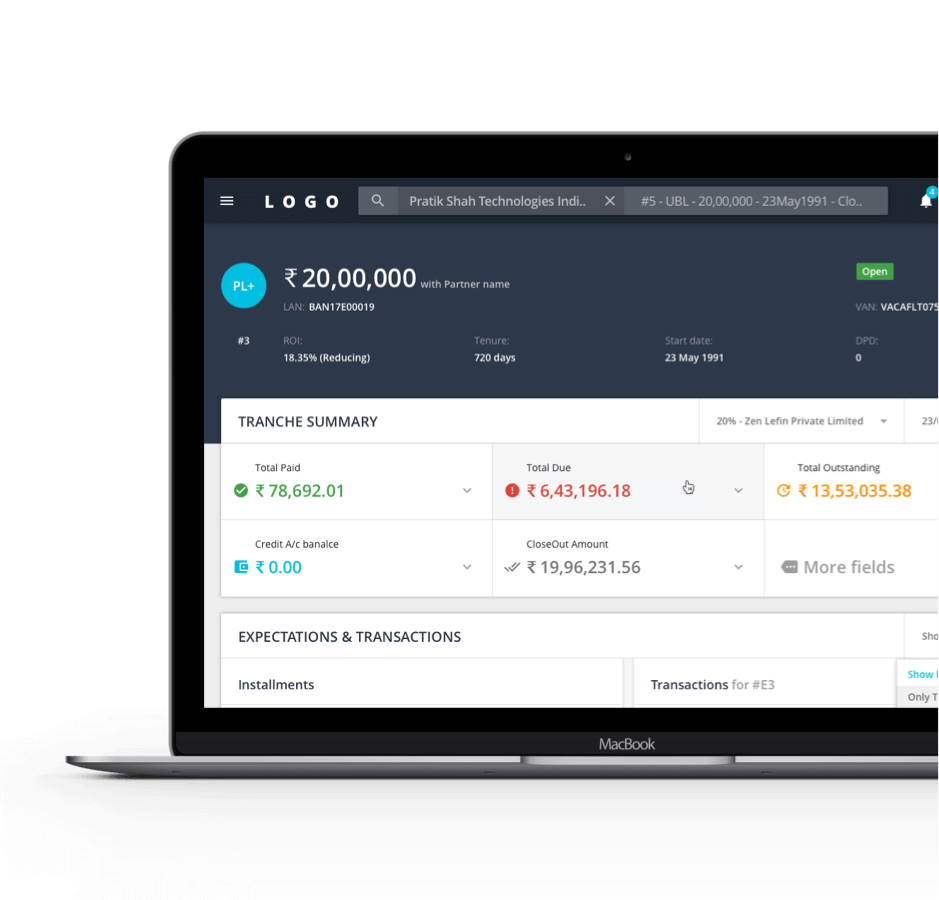 LOGO
Pratik Shah Technologies Indi..
#5 - UBL - 20,00,000 - 23May1991 - Clo..
4
PL+
₹ 20,00,000 with Partner name
Open
LAN: BAN17E00019
VAN: VACAFLT075
#3
ROI:
Tenure:
Start date:
DPD:
18.35% (Reducing)
720 days
23 May 1991
0
TRANCHE SUMMARY
20% - Zen Lefin Private Limited
23/
Total Paid
Total Due
Total Outstanding
₹ 78,692.01
₹ 6,43,196.18
₹ 13,53,035.38
Credit A/c banalce
CloseOut Amount
₹ 0.00
₹ 19,96,231.56
More fields
EXPECTATIONS & TRANSACTIONS
Sho
Installments
Transactions for #E3
Show
Only T
MacBook